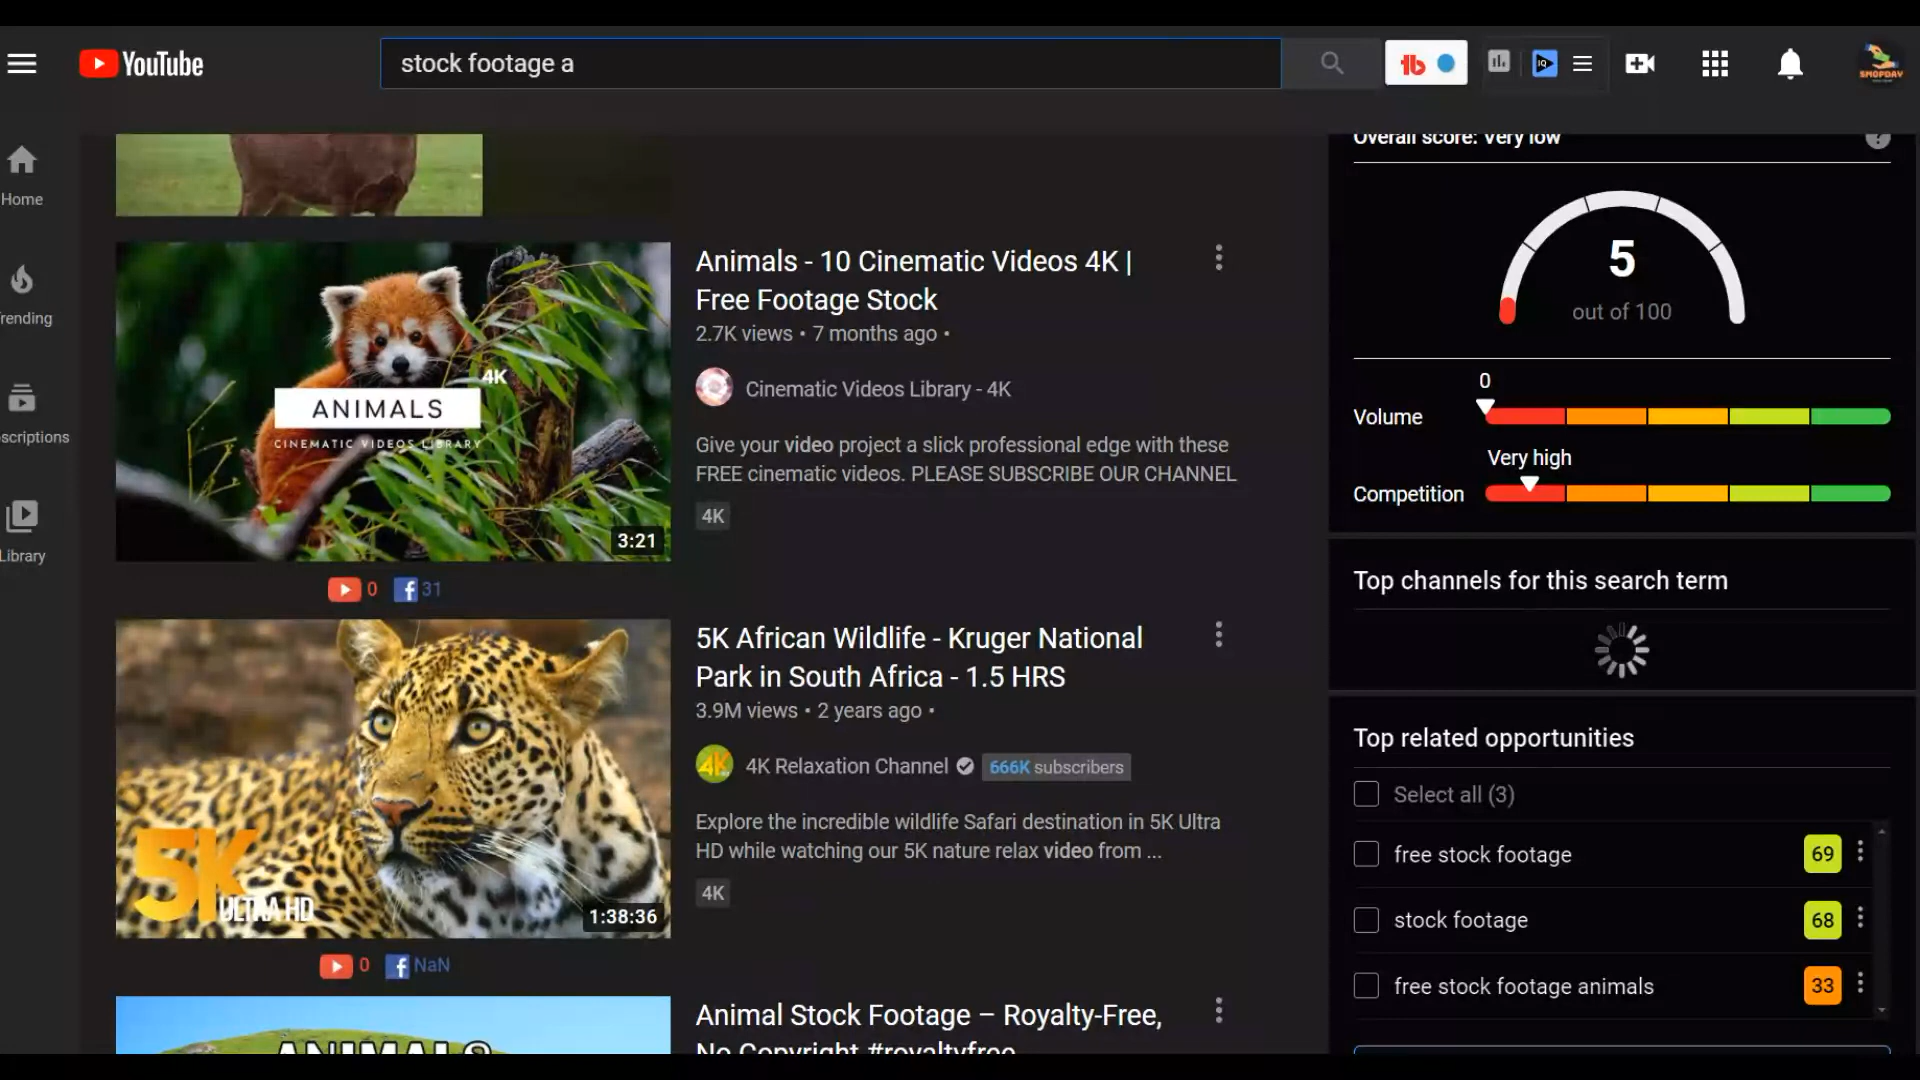 YouTube
stock footage a
tb
IQ
SMOPDAY
Home
rending
scriptions
Library
Animals - 10 Cinematic Videos 4K |
Free Footage Stock
2.7K views • 7 months ago •
Cinematic Videos Library - 4K
Give your video project a slick professional edge with these
FREE cinematic videos. PLEASE SUBSCRIBE OUR CHANNEL
4K
4K
ANIMALS
CINEMATIC VIDEOS LIBRARY
3:21
0 f 31
5K African Wildlife - Kruger National
Park in South Africa - 1.5 HRS
3.9M views • 2 years ago •
4K Relaxation Channel 666K subscribers
Explore the incredible wildlife Safari destination in 5K Ultra
HD while watching our 5K nature relax video from ...
4K
5K
ULTRA HD
1:38:36
0 f NaN
Animal Stock Footage – Royalty-Free,
No Copyright #royaltyfree
ANIMALS
Overall score: Very low
?
5
out of 100
0
Volume
Very high
Competition
Top channels for this search term
Top related opportunities
Select all (3)
free stock footage 69
stock footage 68
free stock footage animals 33